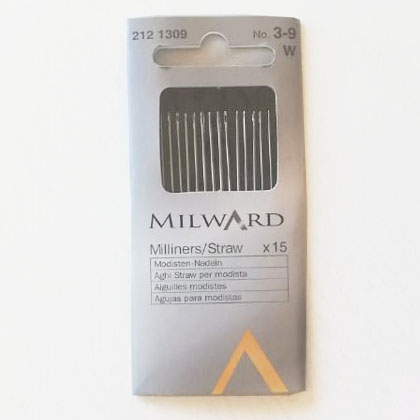 212 1309 No. 3-9
W
MILWARD
Milliners/Straw x15
Modisten-Nadeln
Aghi Straw per modista
Aiguilles modistes
Agujas para modistas